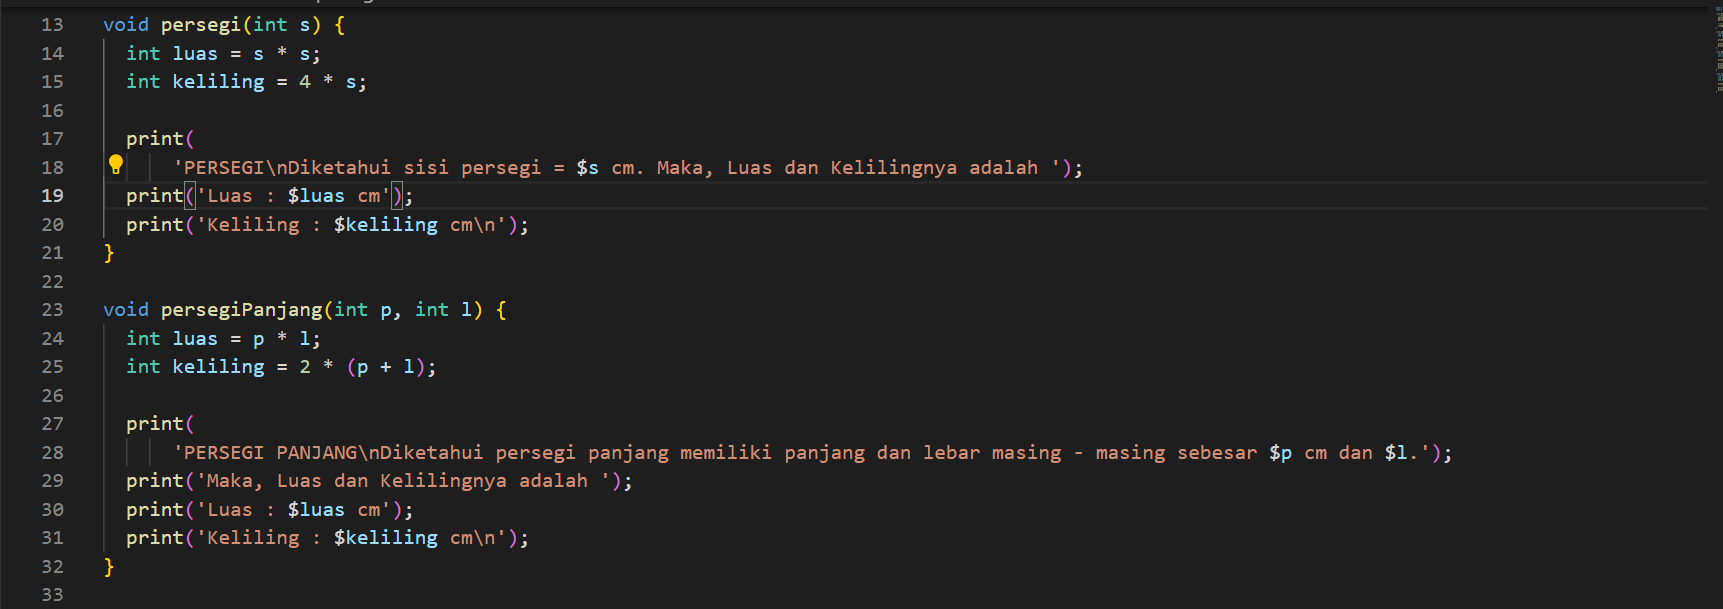 13 void persegi(int s) {
14   int luas = s * s;
15   int keliling = 4 * s;
16
17   print(
18       'PERSEGI\nDiketahui sisi persegi = $s cm. Maka, Luas dan Kelilingnya adalah ');
19   print('Luas : $luas cm');
20   print('Keliling : $keliling cm\n');
21 }
22
23 void persegiPanjang(int p, int l) {
24   int luas = p * l;
25   int keliling = 2 * (p + l);
26
27   print(
28       'PERSEGI PANJANG\nDiketahui persegi panjang memiliki panjang dan lebar masing - masing sebesar $p cm dan $l.');
29   print('Maka, Luas dan Kelilingnya adalah ');
30   print('Luas : $luas cm');
31   print('Keliling : $keliling cm\n');
32 }
33